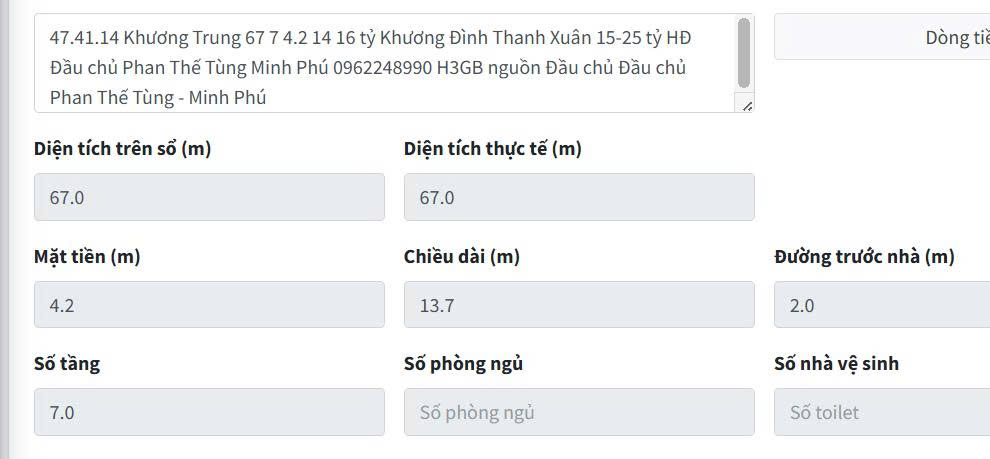 47.41.14 Khương Trung 67 7 4.2 14 16 tỷ Khương Đình Thanh Xuân 15-25 tỷ HĐ
Đầu chủ Phan Thế Tùng Minh Phú 0962248990 H3GB nguồn Đầu chủ Đầu chủ
Phan Thế Tùng - Minh Phú
Dòng
Diện tích trên sổ (m)
Diện tích thực tế (m)
67.0
67.0
Mặt tiền (m)
Chiều dài (m)
Đường trước nhà (m)
4.2
13.7
2.0
Số tầng
Số phòng ngủ
Số nhà vệ sinh
7.0
Số phòng ngủ
Số toilet